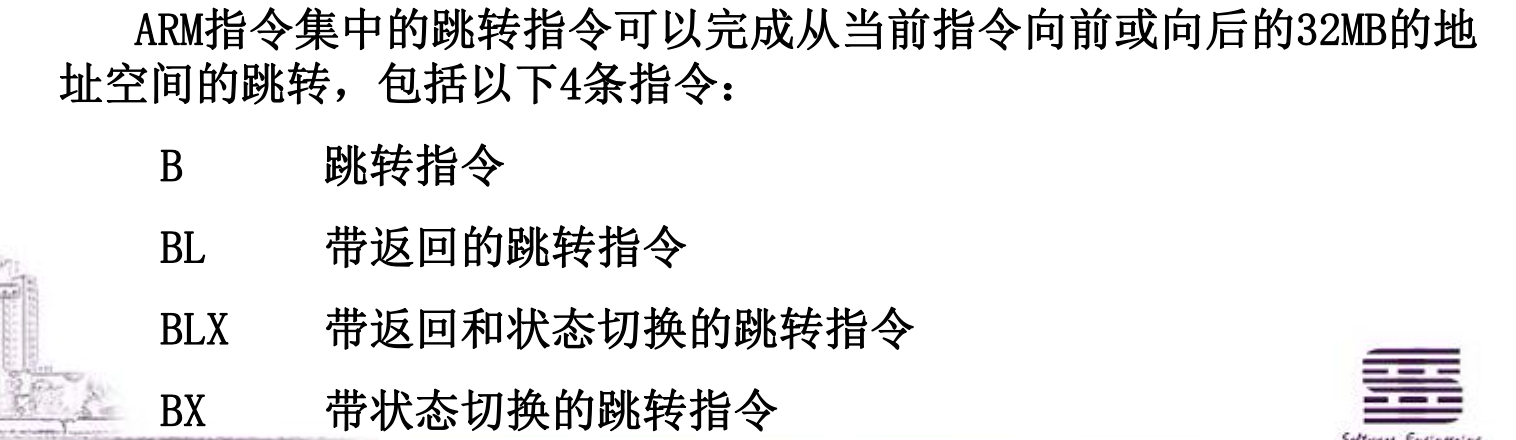 ARM指令集中的跳转指令可以完成从当前指令向前或向后的32MB的地
址空间的跳转，包括以下4条指令：
B 跳转指令
BL 带返回的跳转指令
BLX 带返回和状态切换的跳转指令
BX 带状态切换的跳转指令
Software Engineering